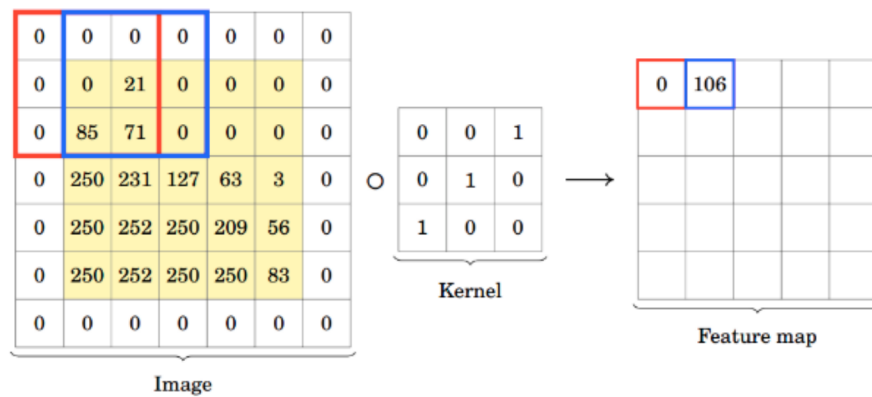 0 0 0 0 0 0 0
0 0 21 0 0 0 0
0 85 71 0 0 0 0
0 250 231 127 63 3 0
0 250 252 250 209 56 0
0 250 252 250 250 83 0
0 0 0 0 0 0 0
Image
0 0 1
0 1 0
1 0 0
Kernel
0 106
Feature map